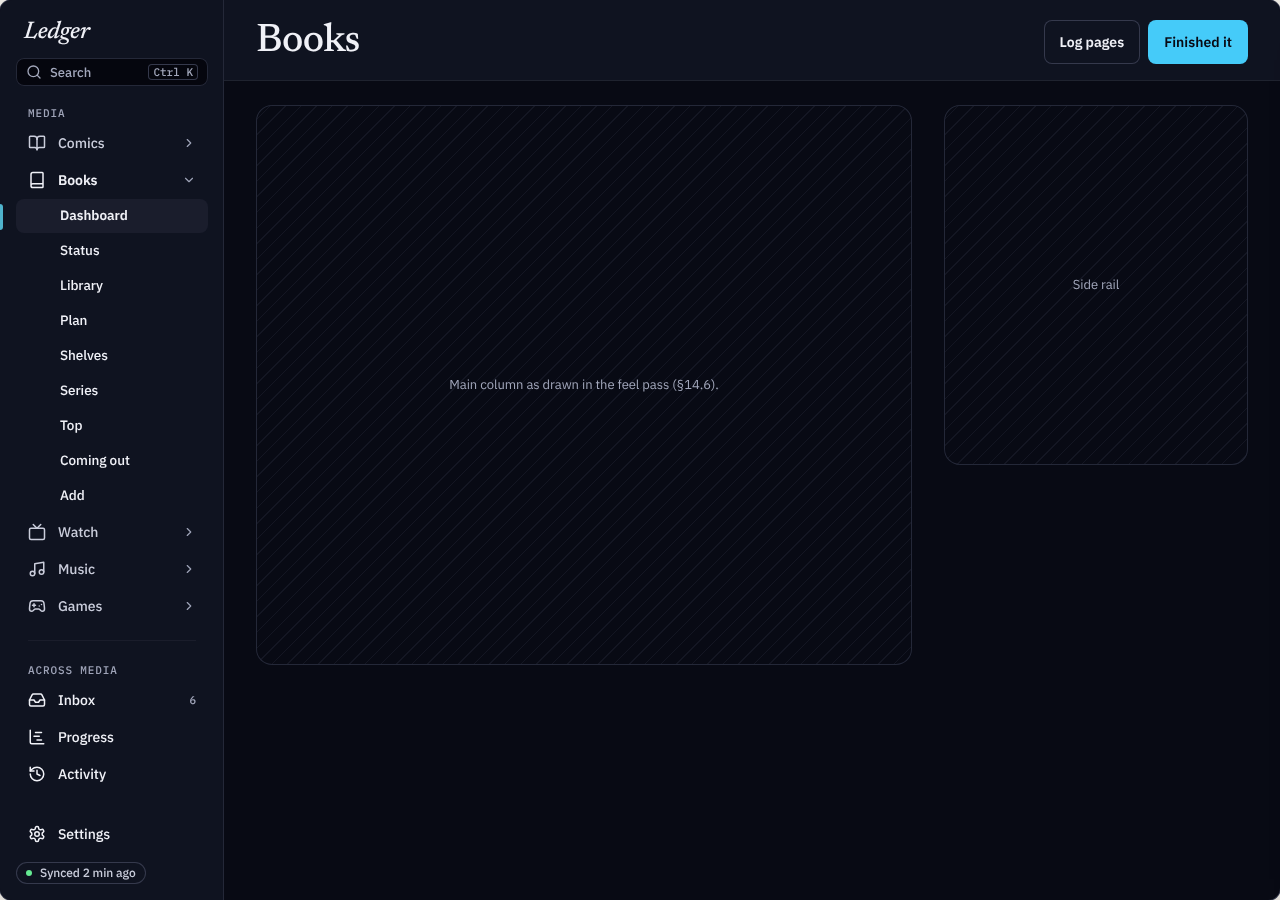 Ledger
Search
Ctrl K
MEDIA
Comics
Books
Dashboard
Status
Library
Plan
Shelves
Series
Top
Coming out
Add
Watch
Music
Games
ACROSS MEDIA
Inbox
6
Progress
Activity
Settings
Synced 2 min ago
Books
Log pages
Finished it
Main column as drawn in the feel pass (§14.6).
Side rail